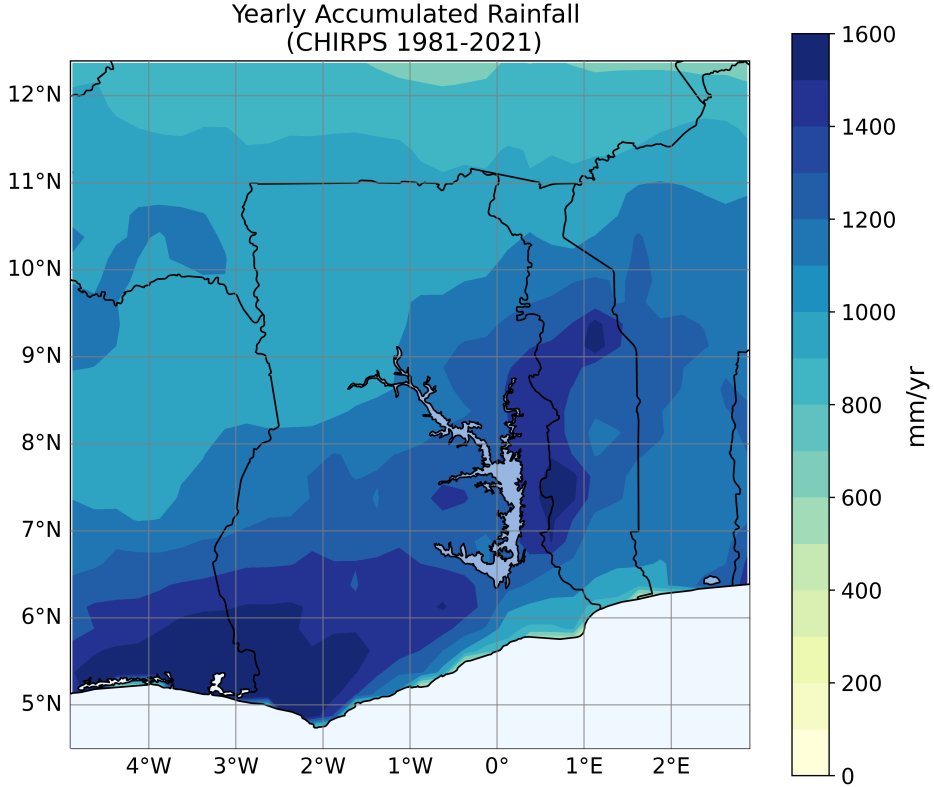 Yearly Accumulated Rainfall
(CHIRPS 1981-2021)
12°N
11°N
10°N
9°N
8°N
7°N
6°N
5°N
4°W
3°W
2°W
1°W
0°
1°E
2°E
1600
1400
1200
1000
800
600
400
200
0
mm/yr